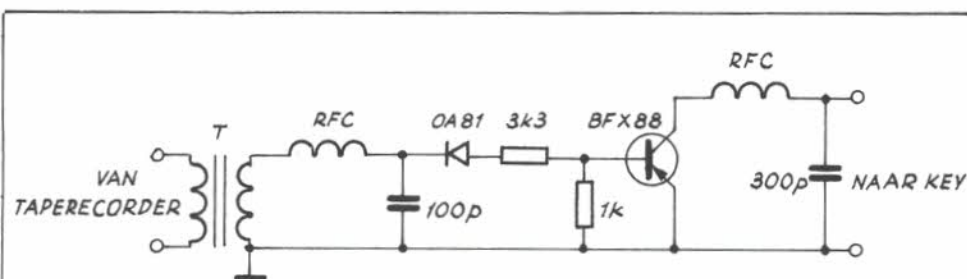 RFC
T
RFC
OA81
3k3
BFX88
VAN
TAPERECORDER
100p
1k
300p
NAAR KEY